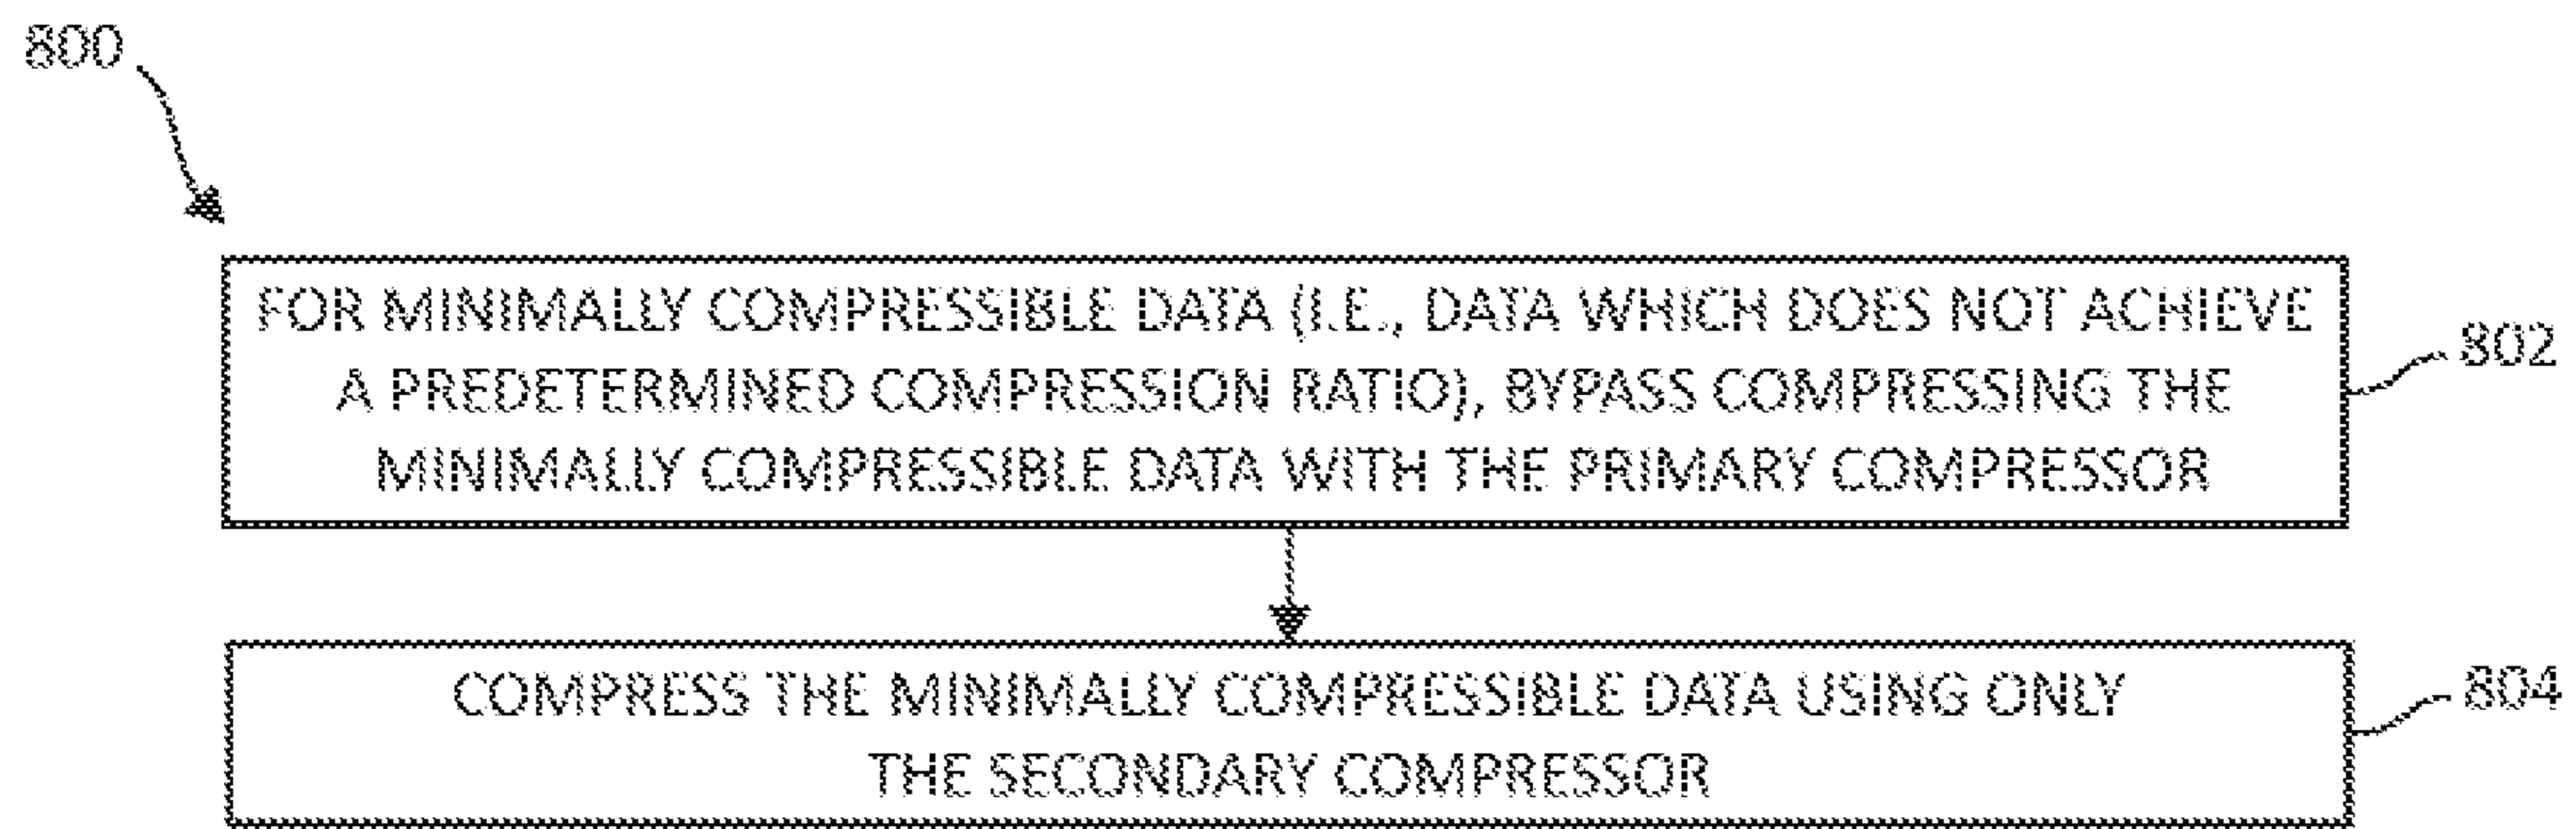 800
FOR MINIMALLY COMPRESSIBLE DATA (I.E., DATA WHICH DOES NOT ACHIEVE
A PREDETERMINED COMPRESSION RATIO), BYPASS COMPRESSING THE
MINIMALLY COMPRESSIBLE DATA WITH THE PRIMARY COMPRESSOR
802
COMPRESS THE MINIMALLY COMPRESSIBLE DATA USING ONLY
THE SECONDARY COMPRESSOR
804